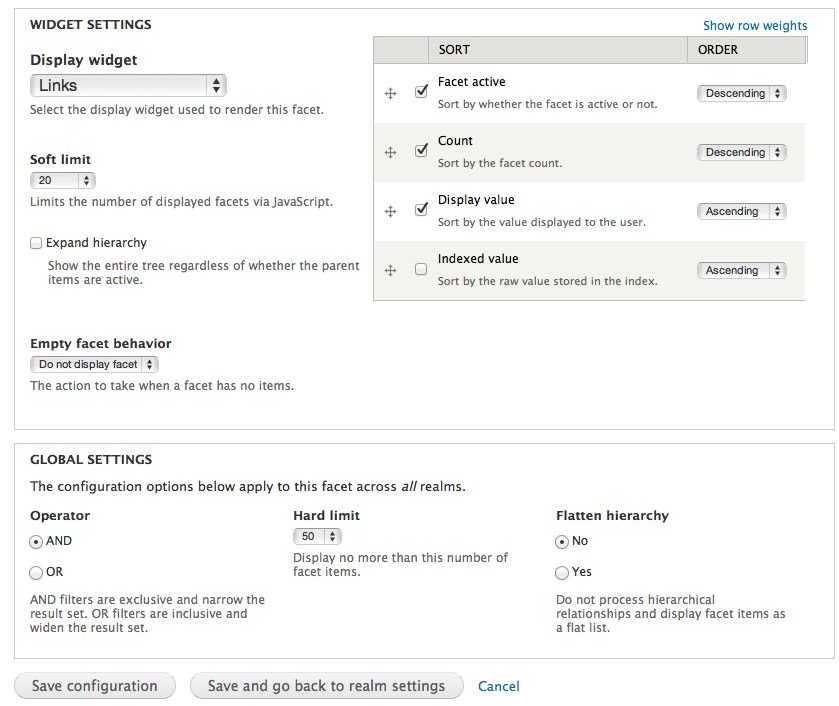 WIDGET SETTINGS
Display widget
Links
Select the display widget used to render this facet.
Soft limit
20
Limits the number of displayed facets via JavaScript.
Expand hierarchy
Show the entire tree regardless of whether the parent
items are active.
Empty facet behavior
Do not display facet
The action to take when a facet has no items.
Show row weights
SORT ORDER
Facet active
Sort by whether the facet is active or not.
Descending
Count
Sort by the facet count.
Descending
Display value
Sort by the value displayed to the user.
Ascending
Indexed value
Sort by the raw value stored in the index.
Ascending
GLOBAL SETTINGS
The configuration options below apply to this facet across all realms.
Operator
AND
OR
AND filters are exclusive and narrow the
result set. OR filters are inclusive and
widen the result set.
Hard limit
50
Display no more than this number of
facet items.
Flatten hierarchy
No
Yes
Do not process hierarchical
relationships and display facet items as
a flat list.
Save configuration
Save and go back to realm settings
Cancel